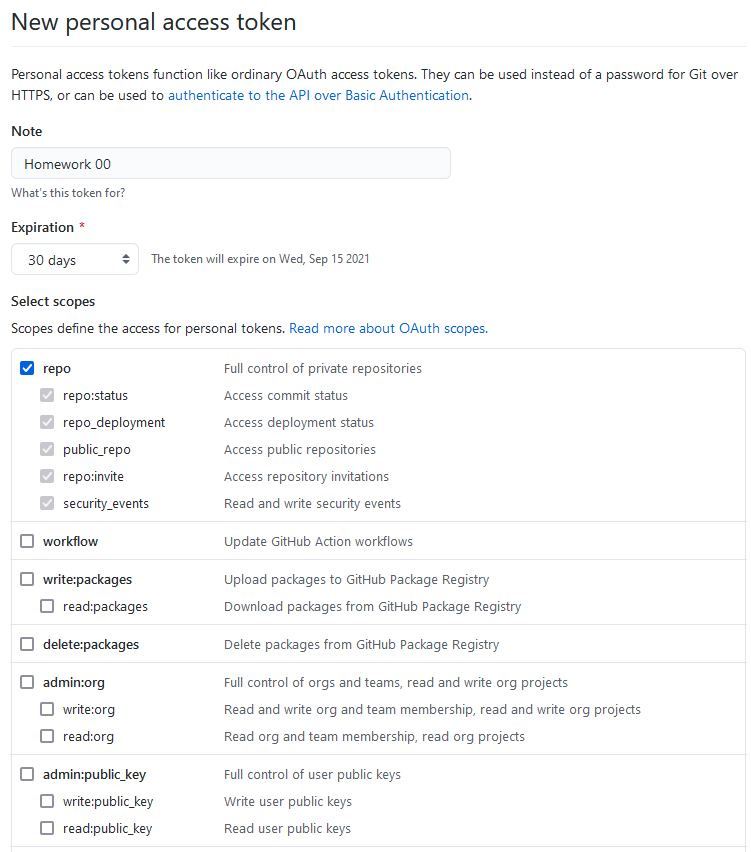 New personal access token
Personal access tokens function like ordinary OAuth access tokens. They can be used instead of a password for Git over
HTTPS, or can be used to authenticate to the API over Basic Authentication.
Note
Homework 00
What's this token for?
Expiration *
30 days The token will expire on Wed, Sep 15 2021
Select scopes
Scopes define the access for personal tokens. Read more about OAuth scopes.
repo Full control of private repositories
repo:status Access commit status
repo_deployment Access deployment status
public_repo Access public repositories
repo:invite Access repository invitations
security_events Read and write security events
workflow Update GitHub Action workflows
write:packages Upload packages to GitHub Package Registry
read:packages Download packages from GitHub Package Registry
delete:packages Delete packages from GitHub Package Registry
admin:org Full control of orgs and teams, read and write org projects
write:org Read and write org and team membership, read and write org projects
read:org Read org and team membership, read org projects
admin:public_key Full control of user public keys
write:public_key Write user public keys
read:public_key Read user public keys